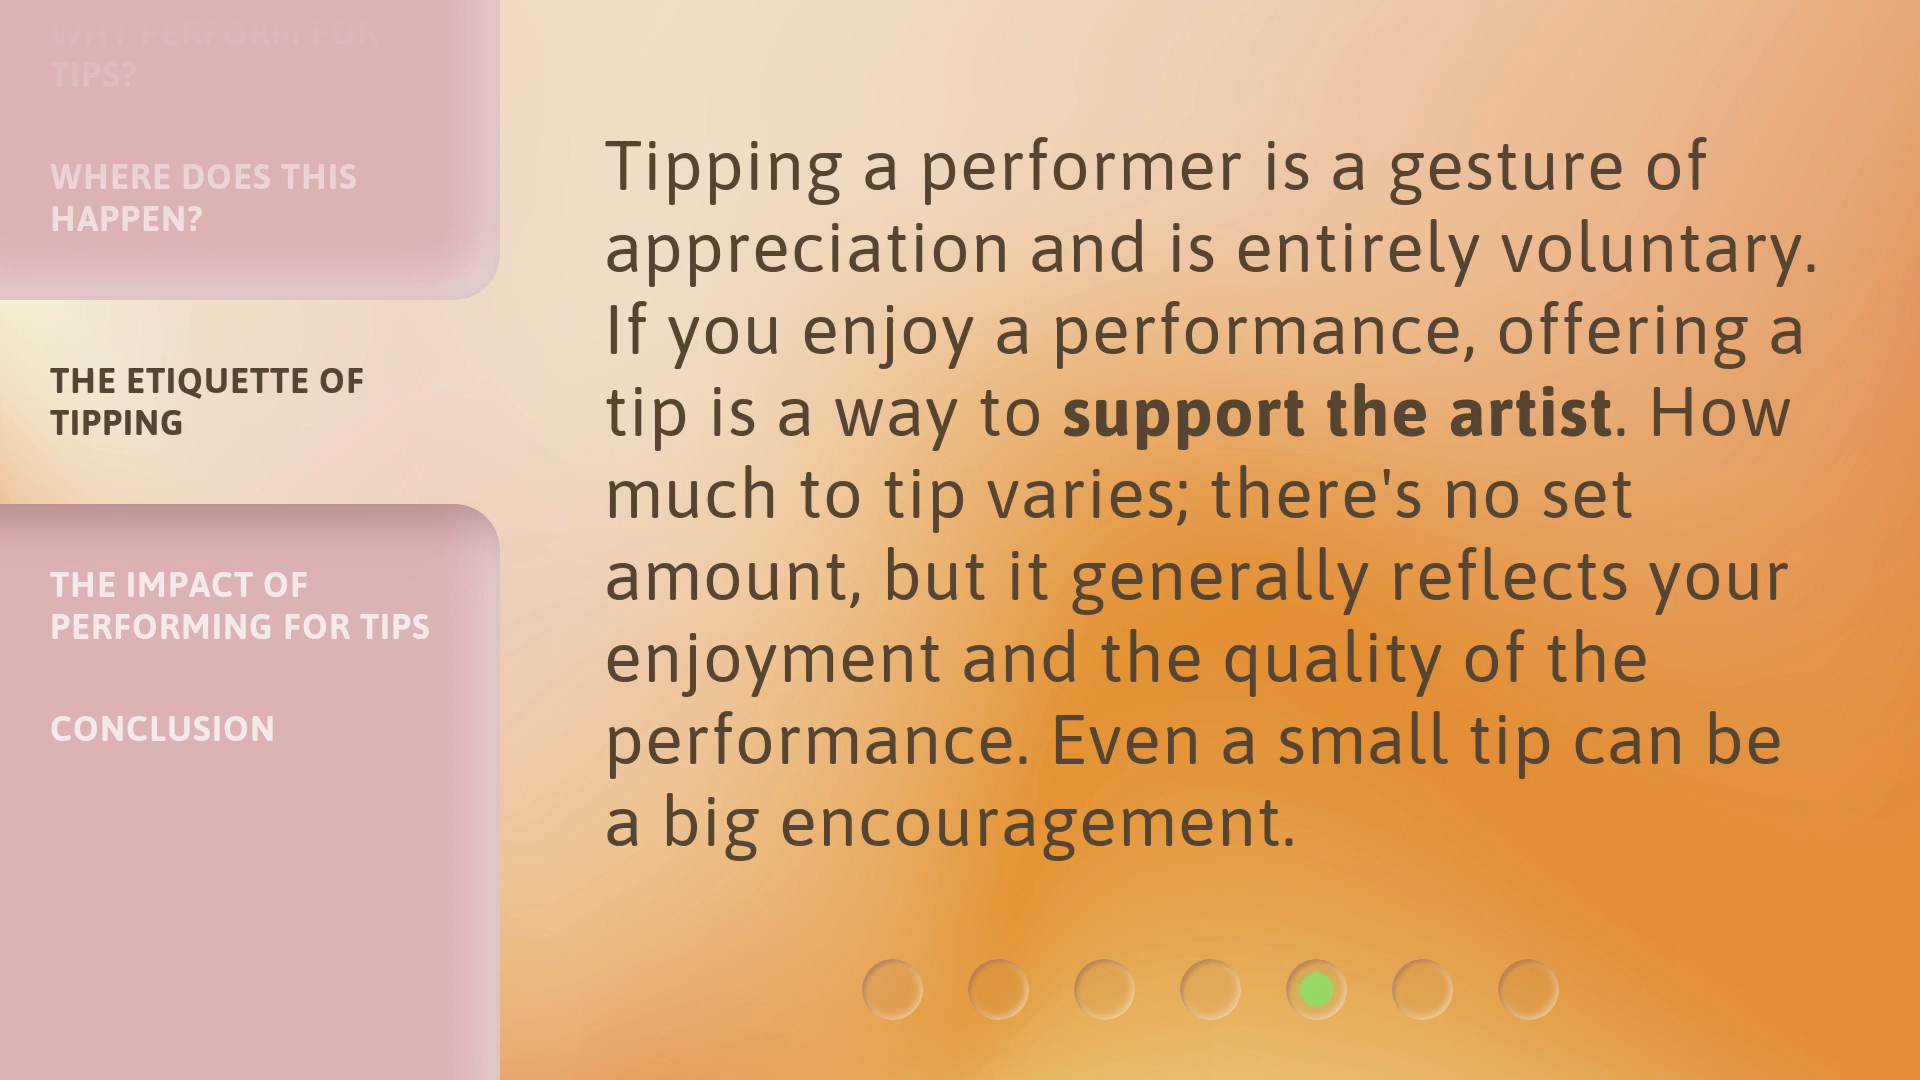 WHY PERFORM FOR
TIPS?
WHERE DOES THIS
HAPPEN?
THE ETIQUETTE OF
TIPPING
THE IMPACT OF
PERFORMING FOR TIPS
CONCLUSION
Tipping a performer is a gesture of
appreciation and is entirely voluntary.
If you enjoy a performance, offering a
tip is a way to support the artist. How
much to tip varies; there's no set
amount, but it generally reflects your
enjoyment and the quality of the
performance. Even a small tip can be
a big encouragement.